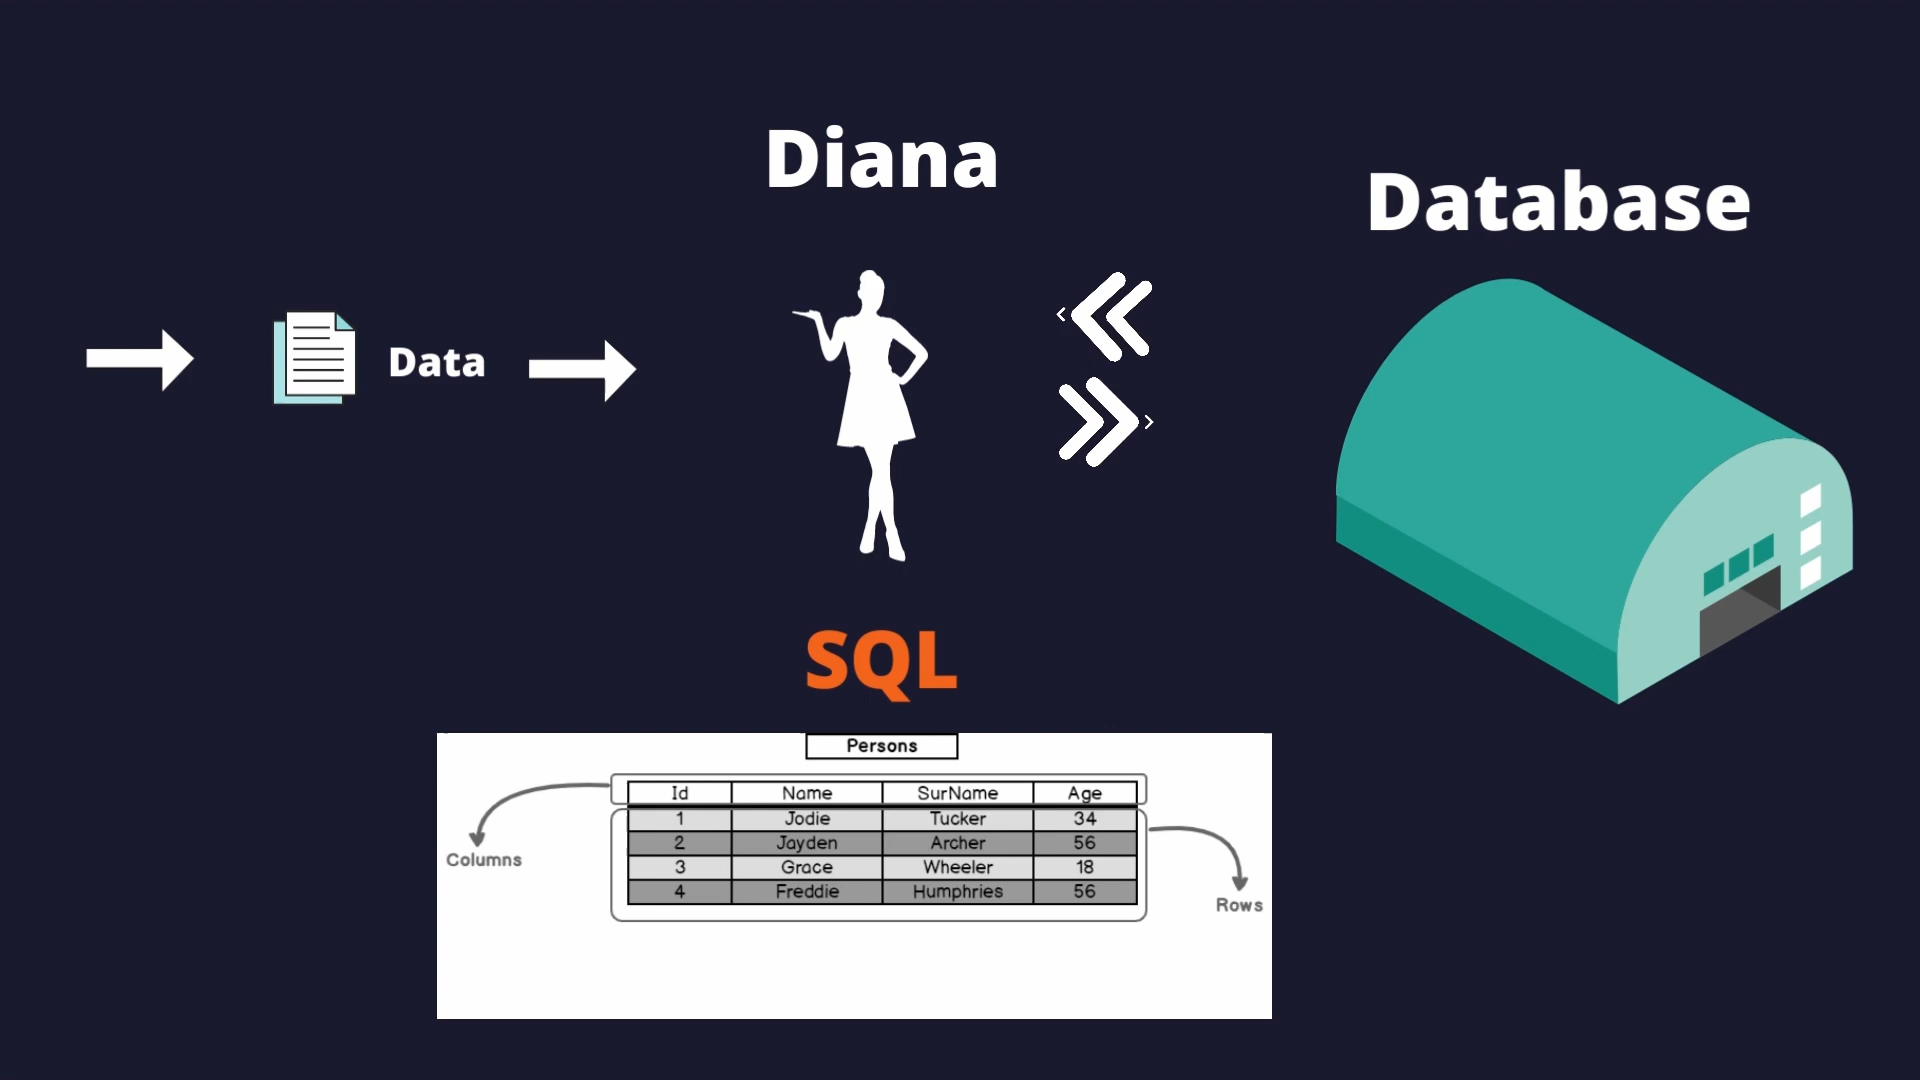 Diana
Database
Data
SQL
Persons
Id Name SurName Age
1 Jodie Tucker 34
2 Jayden Archer 56
3 Grace Wheeler 18
4 Freddie Humphries 56
Columns
Rows